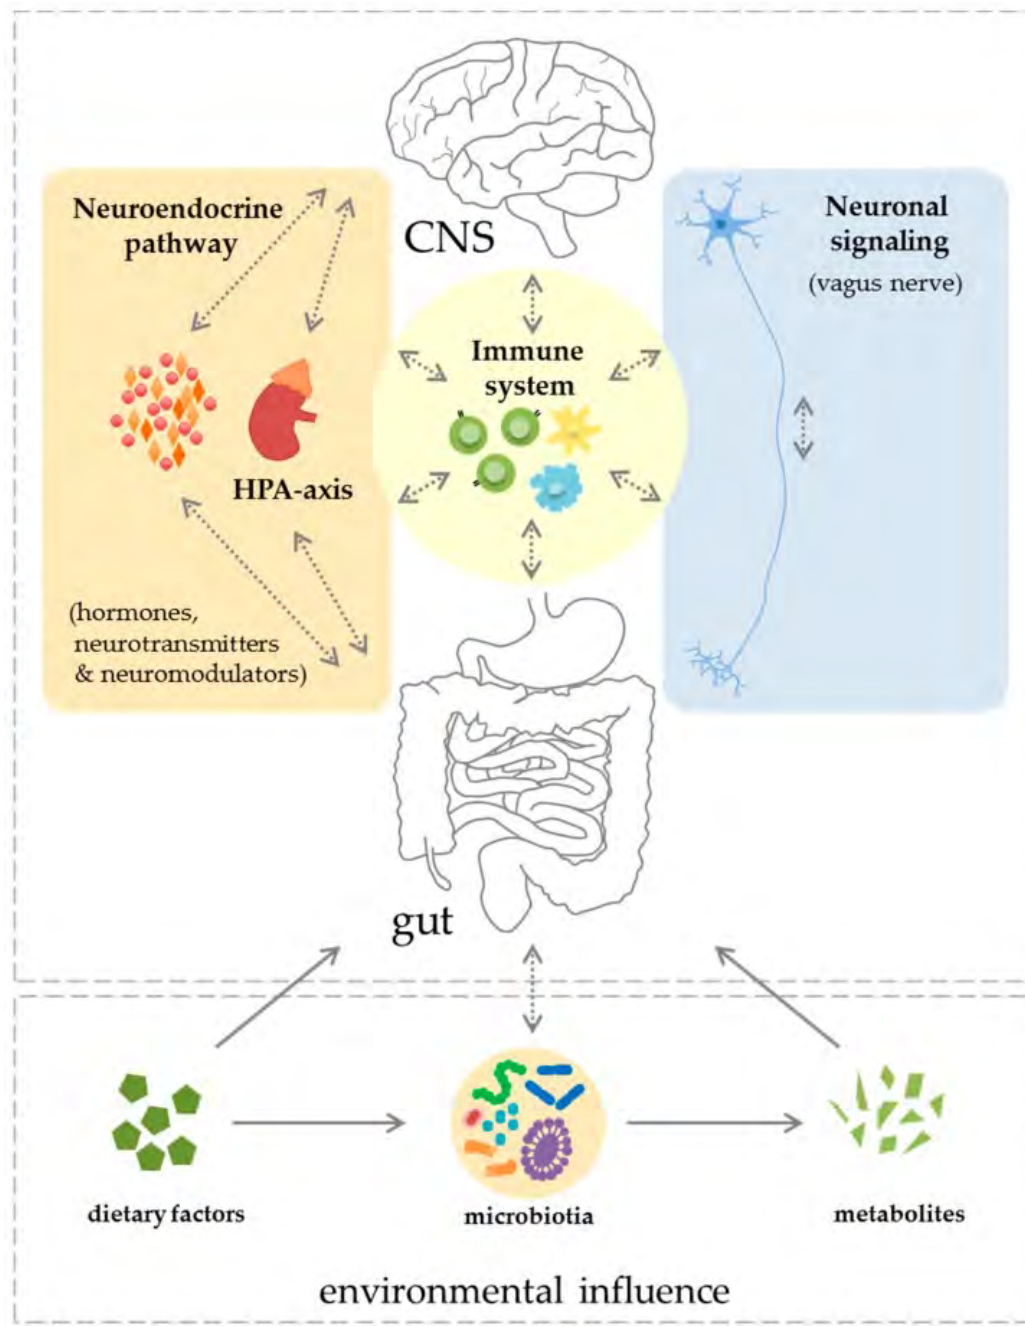 CNS
Neuroendocrine
pathway
HPA-axis
(hormones,
neurotransmitters
& neuromodulators)
Immune
system
Neuronal
signaling
(vagus nerve)
gut
dietary factors
microbiotia
metabolites
environmental influence